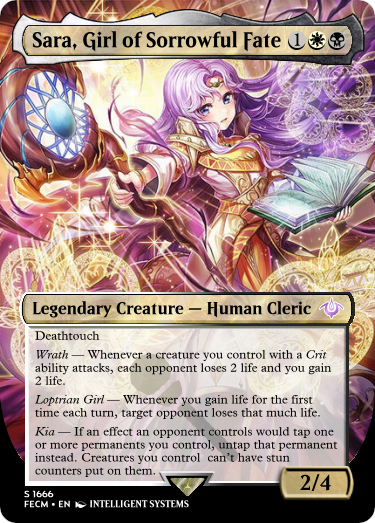 Sara, Girl of Sorrowful Fate 1
Legendary Creature — Human Cleric
Deathtouch
Wrath — Whenever a creature you control with a Crit
ability attacks, each opponent loses 2 life and you gain
2 life.
Loptrian Girl — Whenever you gain life for the first
time each turn, target opponent loses that much life.
Kia — If an effect an opponent controls would tap one
or more permanents you control, untap that permanent
instead. Creatures you control can't have stun
counters put on them.
2/4
S 1666
FECM • EN INTELLIGENT SYSTEMS